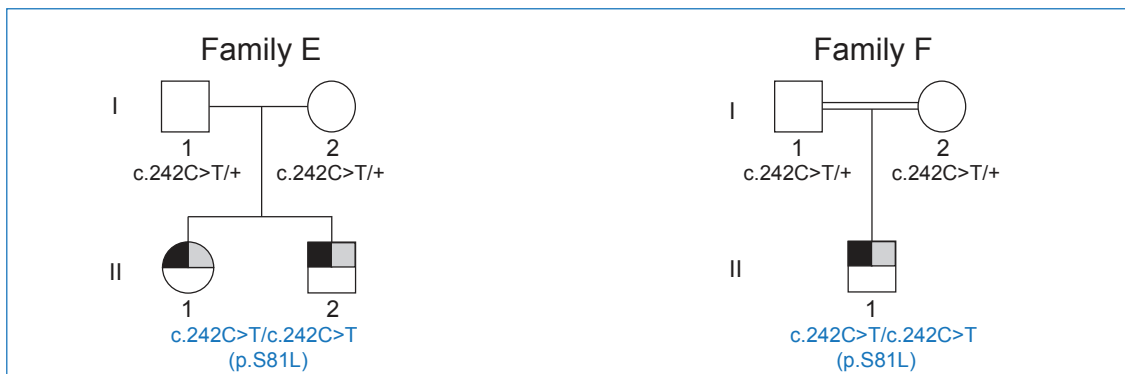 Family E
Family F
I
1
2
c.242C>T/+
c.242C>T/+
I
1
2
c.242C>T/+
c.242C>T/+
II
1
2
c.242C>T/c.242C>T
(p.S81L)
II
1
c.242C>T/c.242C>T
(p.S81L)